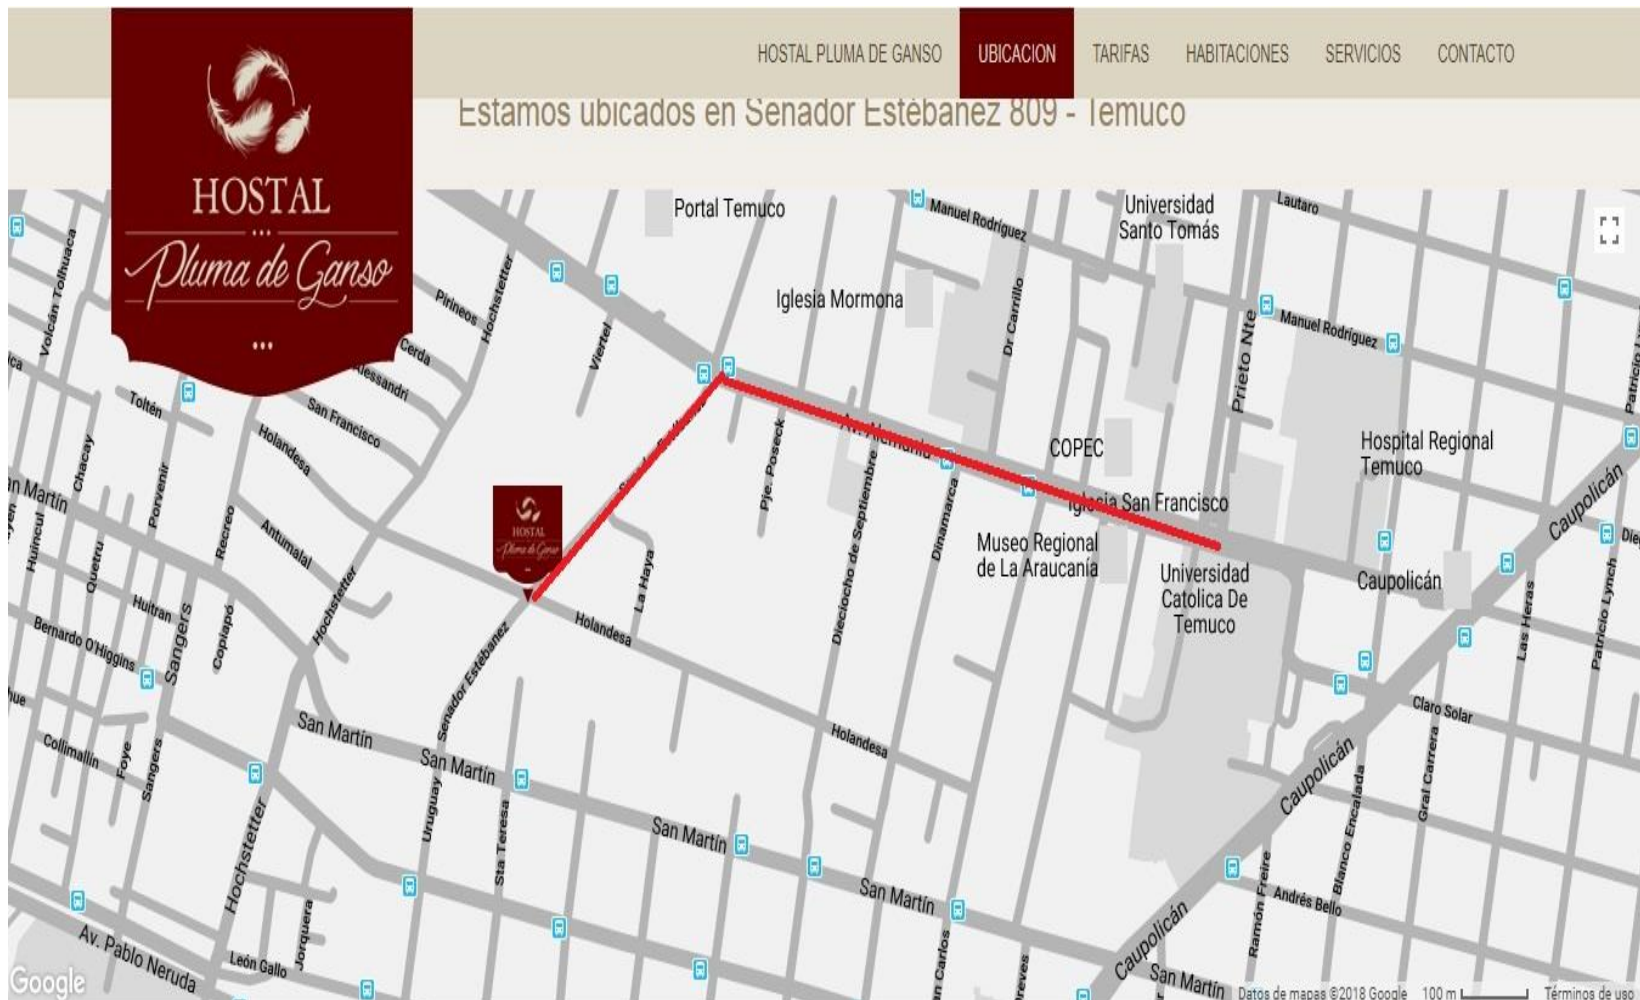 HOSTAL PLUMA DE GANSO
UBICACION
TARIFAS
HABITACIONES
SERVICIOS
CONTACTO
Estamos ubicados en Senador Estébanez 809 - Temuco
HOSTAL
Pluma de Ganso
Portal Temuco
Manuel Rodríguez
Universidad
Santo Tomás
Lautaro
Volcán Tolhuaca
Pirineos
Hochstetter
Iglesia Mormona
Viertel
Dr Carrillo
Prieto Nte
Manuel Rodríguez
Cerda
Alessandri
San Francisco
Toltén
Holandesa
Chacay
Porvenir
Pje. Poseck
Av. Alemania
COPEC
Hospital Regional
Temuco
Iglesia San Francisco
Caupolicán
HOSTAL
Pluma de Ganso
Museo Regional
de La Araucanía
Universidad
Catolica De
Temuco
Caupolicán
Dieciocho de Septiembre
Dinamarca
Huincul
Quetru
Recreo
Antumalal
Huitran
Copiapó
Sangers
Hochstetter
La Haya
Holandesa
Las Heras
Patricio Lynch
Bernardo O'Higgins
Senador Estébanez
Collimallín
Foye
Sangers
San Martín
San Martín
Holandesa
Claro Solar
Gral Carrera
Caupolicán
Uruguay
Sta Teresa
San Martín
San Martín
Blanco Encalada
Ramón Freire
Andrés Bello
Hochstetter
Jorquera
León Gallo
Av. Pablo Neruda
Caupolicán
San Martín
Google
Datos de mapas ©2018 Google
100 m
Términos de uso